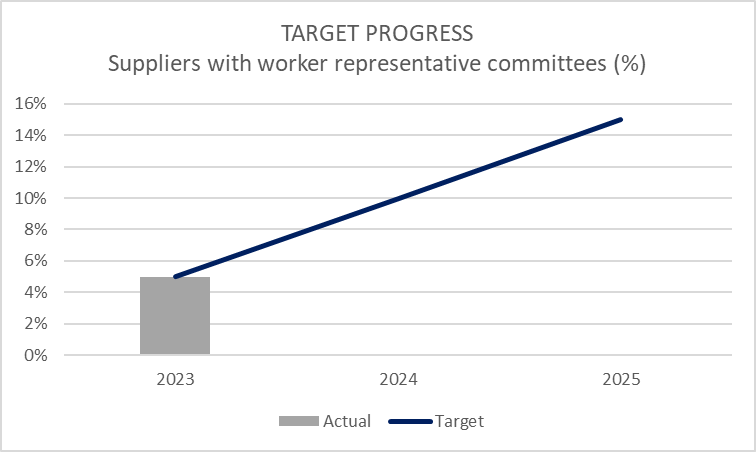 TARGET PROGRESS
Suppliers with worker representative committees (%)
16%
14%
12%
10%
8%
6%
4%
2%
0%
2023 2024 2025
Actual Target